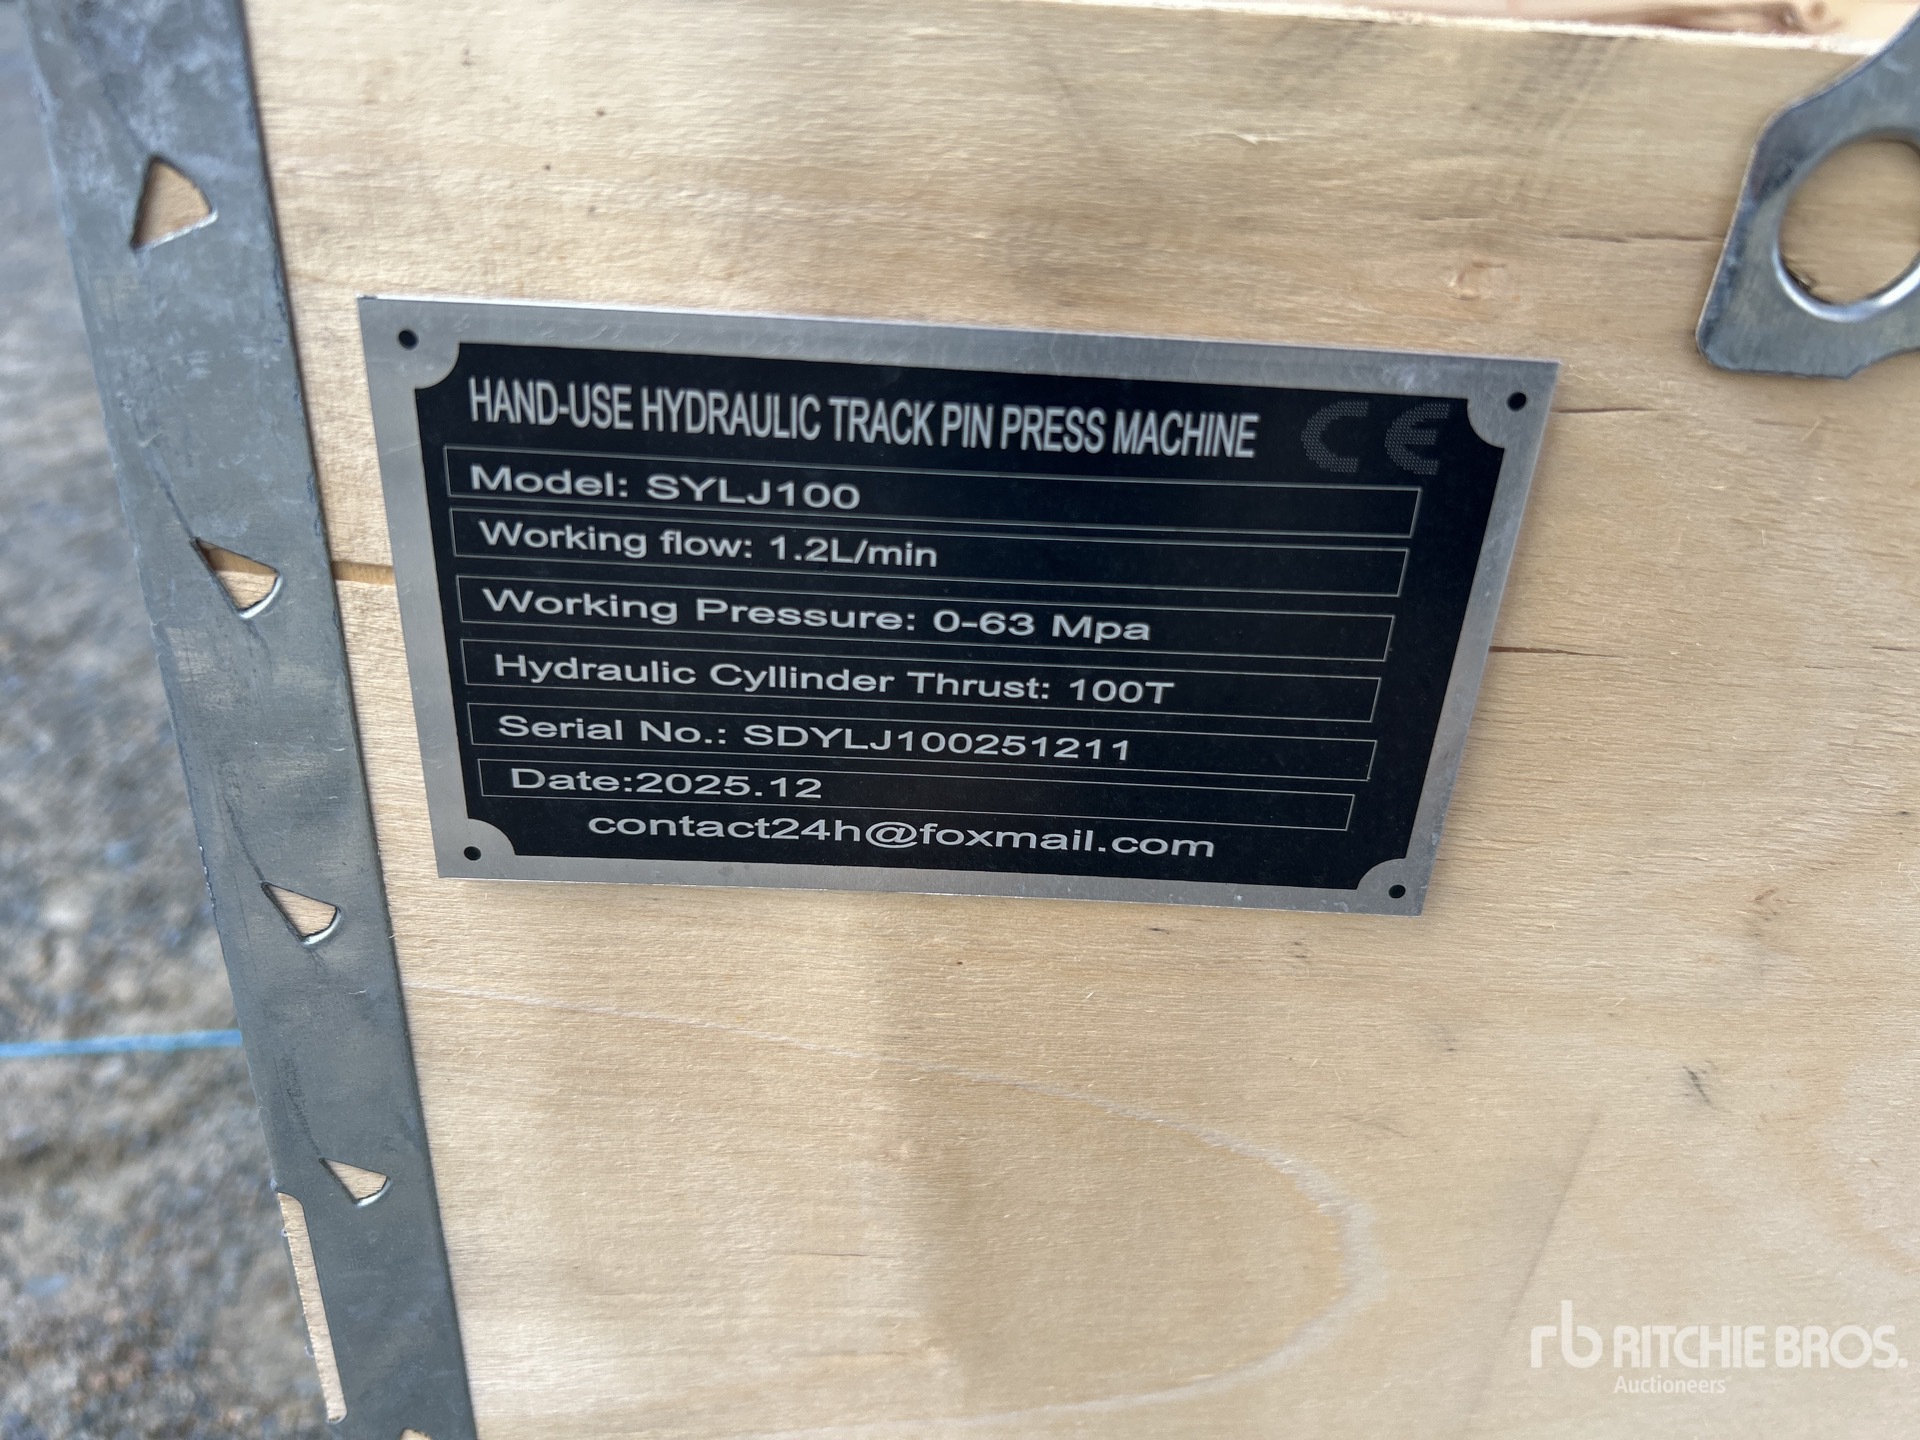 HAND-USE HYDRAULIC TRACK PIN PRESS MACHINE CE
Model: SYLJ100
Working flow: 1.2L/min
Working Pressure: 0-63 Mpa
Hydraulic Cyllinder Thrust: 100T
Serial No.: SDYLJ100251211
Date:2025.12
contact24h@foxmail.com
rb RITCHIE BROS.
Auctioneers